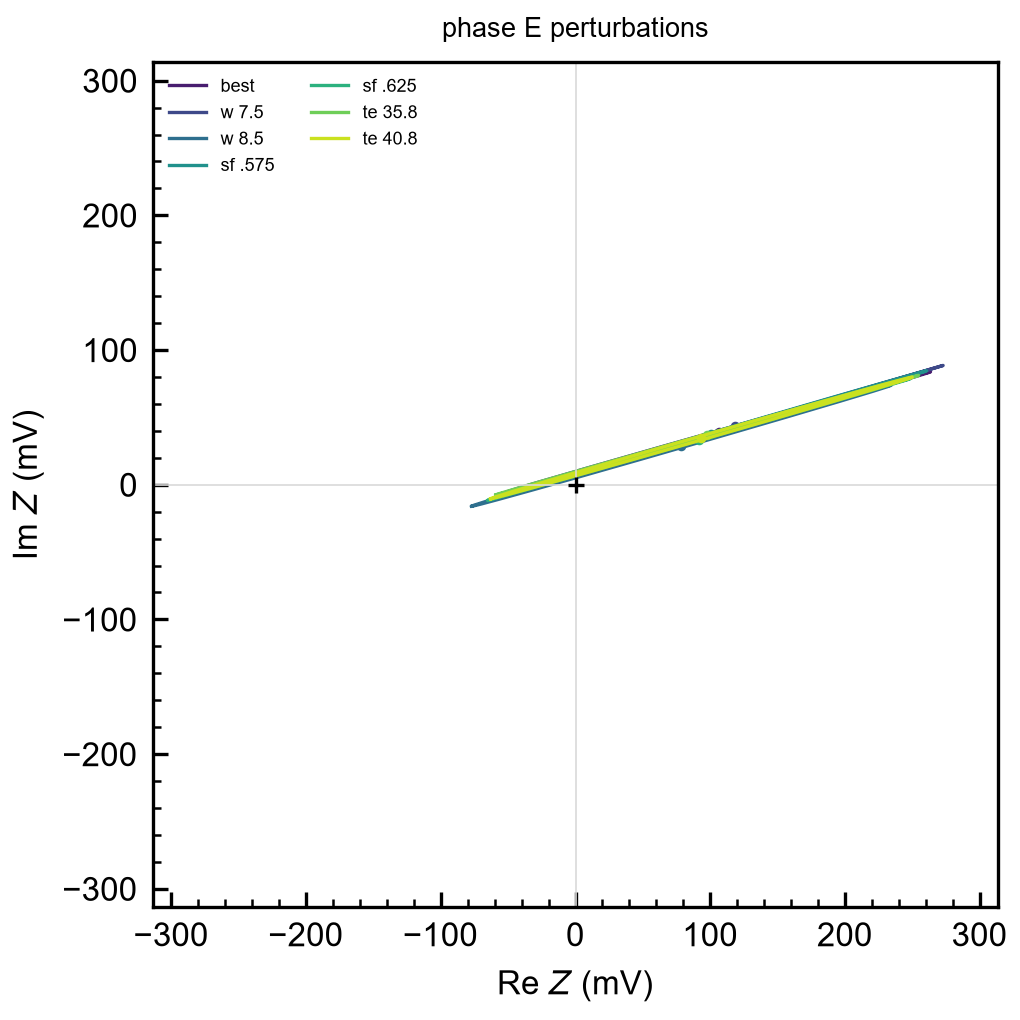 phase E perturbations
best
w 7.5
w 8.5
sf .575
sf .625
te 35.8
te 40.8
300
200
100
0
−100
−200
−300
Im Z (mV)
−300 −200 −100 0 100 200 300
Re Z (mV)